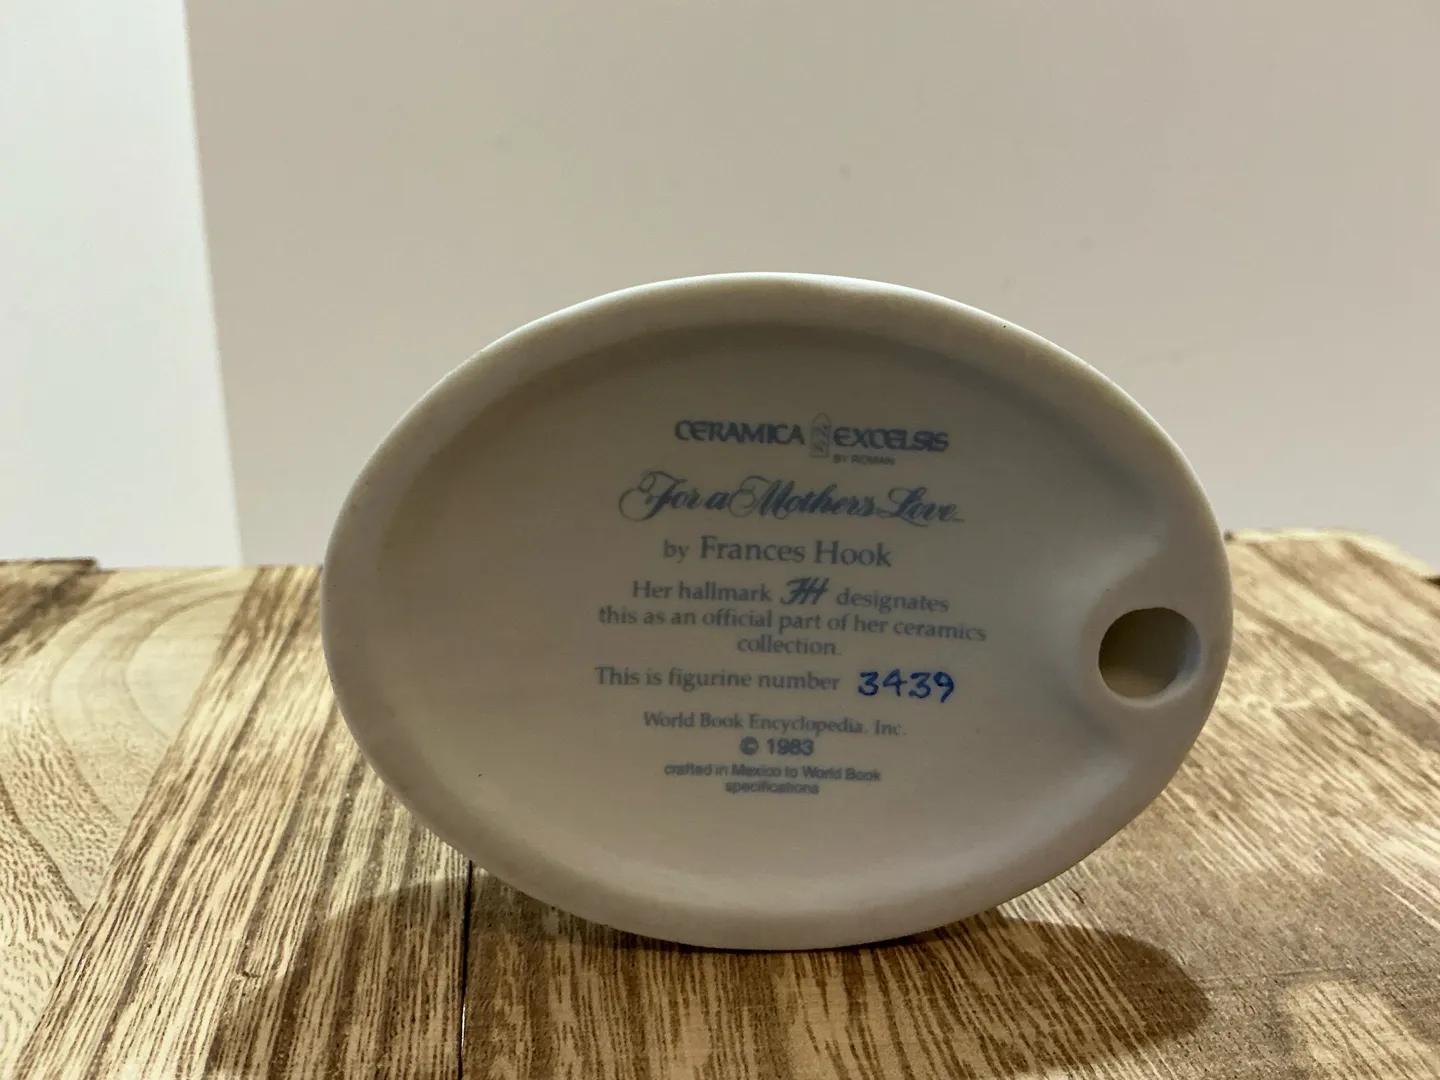 CERAMICA EXCELSIS
BY ROMAN
For a Mother's Love
by Frances Hook
Her hallmark FH designates
this as an official part of her ceramics
collection.
This is figurine number 3439
World Book Encyclopedia, Inc.
© 1983
crafted in Mexico to World Book
specifications